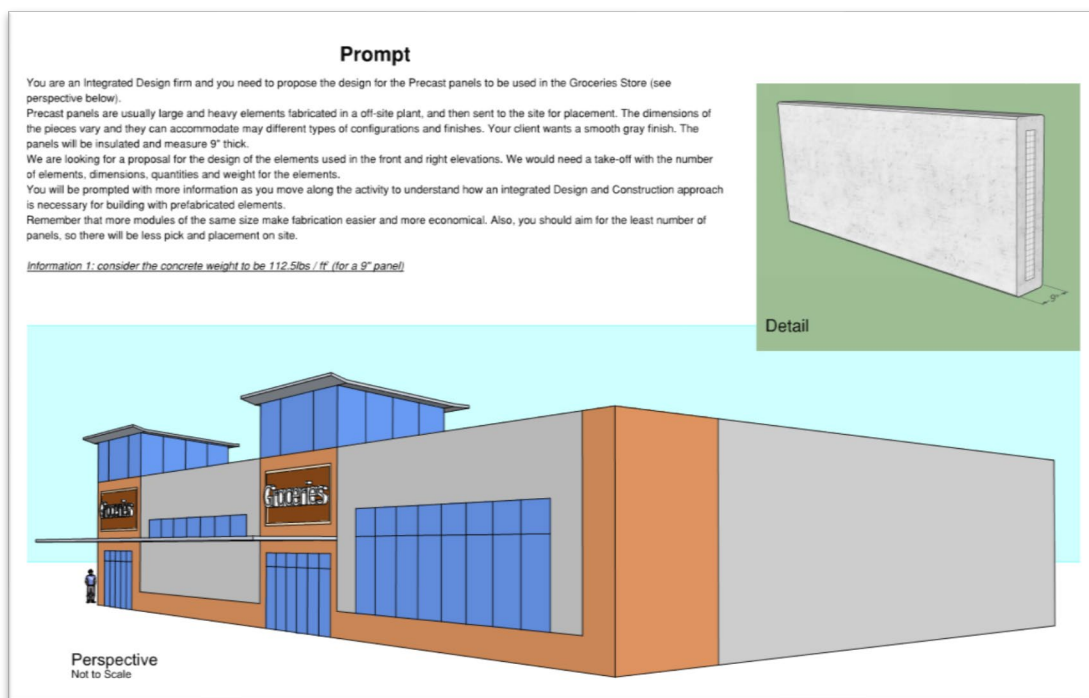 Prompt
You are an Integrated Design firm and you need to propose the design for the Precast panels to be used in the Groceries Store (see
perspective below).
Precast panels are usually large and heavy elements fabricated in a off-site plant, and then sent to the site for placement. The dimensions of
the pieces vary and they can accommodate may different types of configurations and finishes. Your client wants a smooth gray finish. The
panels will be insulated and measure 9" thick.
We are looking for a proposal for the design of the elements used in the front and right elevations. We would need a take-off with the number
of elements, dimensions, quantities and weight for the elements.
You will be prompted with more information as you move along the activity to understand how an integrated Design and Construction approach
is necessary for building with prefabricated elements.
Remember that more modules of the same size make fabrication easier and more economical. Also, you should aim for the least number of
panels, so there will be less pick and placement on site.
Information 1: consider the concrete weight to be 112.5lbs / ft² (for a 9" panel)
9"
Detail
Groceries
Groceries
Perspective
Not to Scale